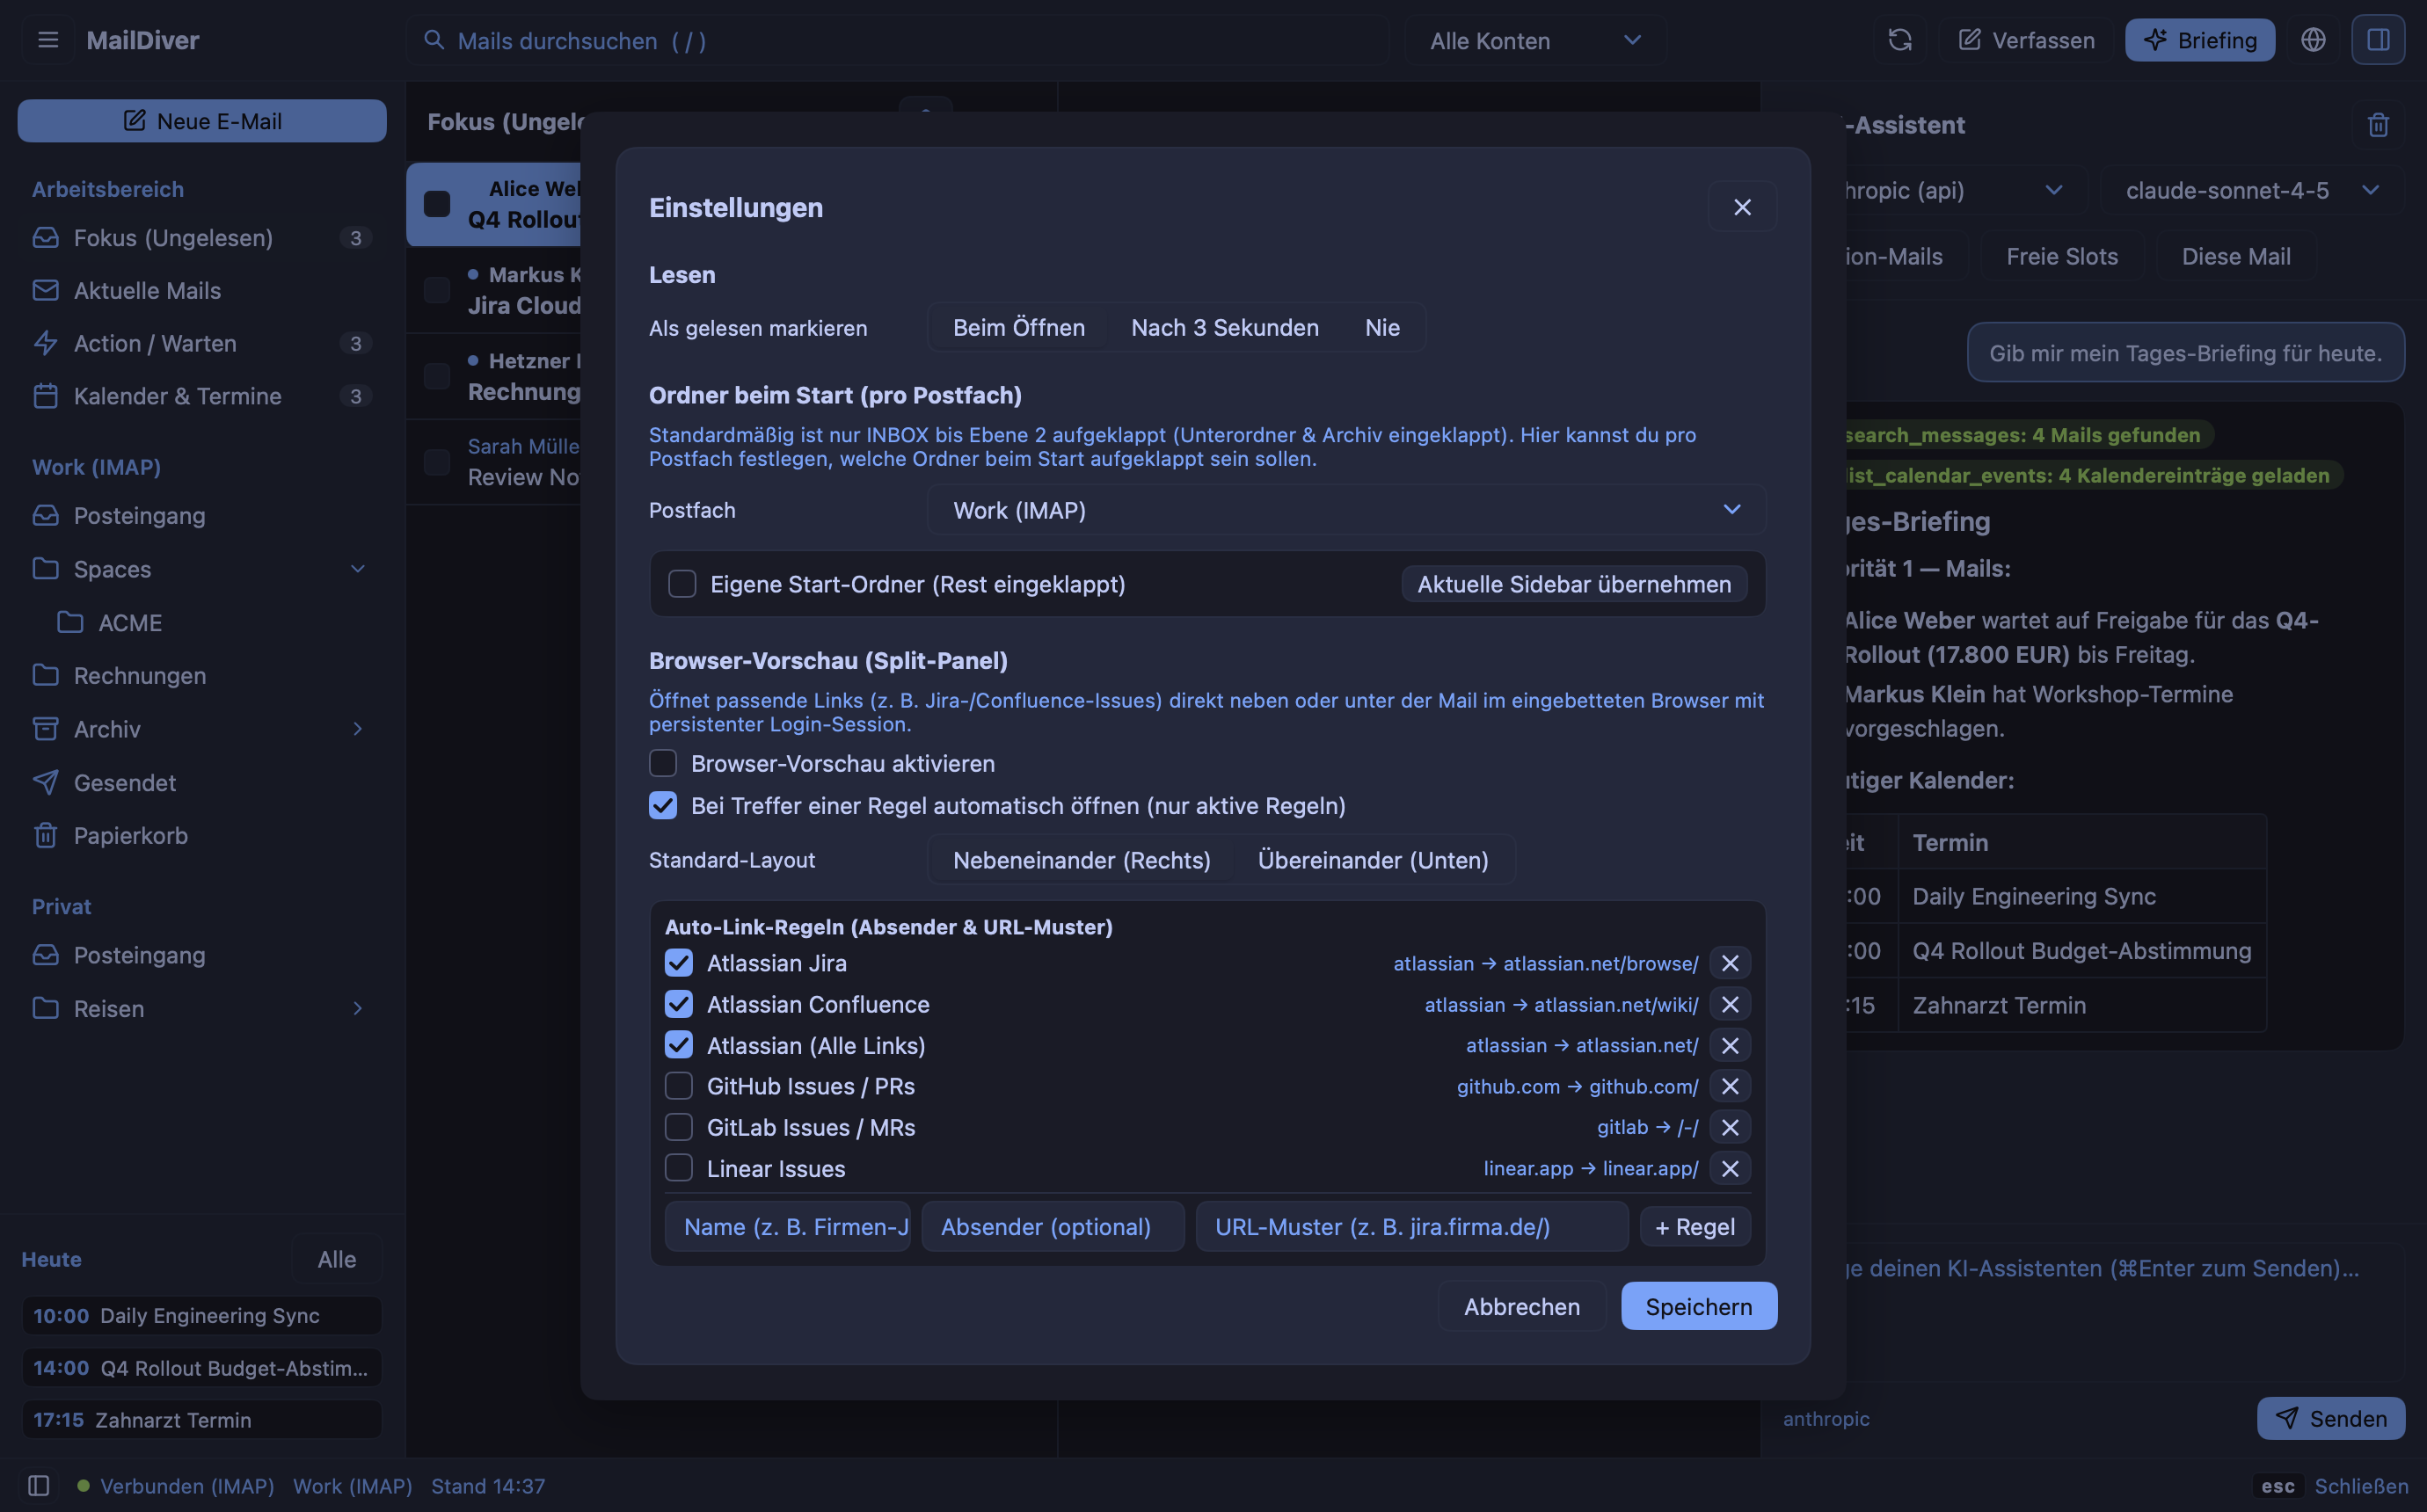 MailDiver
Mails durchsuchen ( / )
Alle Konten
Verfassen
Briefing
Neue E-Mail
Arbeitsbereich
Fokus (Ungelesen) 3
Aktuelle Mails
Action / Warten 3
Kalender & Termine 3
Work (IMAP)
Posteingang
Spaces
ACME
Rechnungen
Archiv
Gesendet
Papierkorb
Privat
Posteingang
Reisen
Heute Alle
10:00 Daily Engineering Sync
14:00 Q4 Rollout Budget-Abstim...
17:15 Zahnarzt Termin
Fokus (Ungel
Alice We
Q4 Rollou
Markus K
Jira Cloud
Hetzner
Rechnung
Sarah Mülle
Review No
Einstellungen
Lesen
Als gelesen markieren Beim Öffnen Nach 3 Sekunden Nie
Ordner beim Start (pro Postfach)
Standardmäßig ist nur INBOX bis Ebene 2 aufgeklappt (Unterordner & Archiv eingeklappt). Hier kannst du pro
Postfach festlegen, welche Ordner beim Start aufgeklappt sein sollen.
Postfach Work (IMAP)
Eigene Start-Ordner (Rest eingeklappt) Aktuelle Sidebar übernehmen
Browser-Vorschau (Split-Panel)
Öffnet passende Links (z. B. Jira-/Confluence-Issues) direkt neben oder unter der Mail im eingebetteten Browser mit
persistenter Login-Session.
Browser-Vorschau aktivieren
Bei Treffer einer Regel automatisch öffnen (nur aktive Regeln)
Standard-Layout Nebeneinander (Rechts) Übereinander (Unten)
Auto-Link-Regeln (Absender & URL-Muster)
Atlassian Jira atlassian → atlassian.net/browse/
Atlassian Confluence atlassian → atlassian.net/wiki/
Atlassian (Alle Links) atlassian → atlassian.net/
GitHub Issues / PRs github.com → github.com/
GitLab Issues / MRs gitlab → /-/
Linear Issues linear.app → linear.app/
Name (z. B. Firmen-J Absender (optional) URL-Muster (z. B. jira.firma.de/) + Regel
Abbrechen Speichern
-Assistent
hropic (api) claude-sonnet-4-5
ion-Mails Freie Slots Diese Mail
Gib mir mein Tages-Briefing für heute.
search_messages: 4 Mails gefunden
list_calendar_events: 4 Kalendereinträge geladen
ges-Briefing
orität 1 — Mails:
Alice Weber wartet auf Freigabe für das Q4-
Rollout (17.800 EUR) bis Freitag.
Markus Klein hat Workshop-Termine
vorgeschlagen.
utiger Kalender:
eit Termin
:00 Daily Engineering Sync
:00 Q4 Rollout Budget-Abstimmung
:15 Zahnarzt Termin
ge deinen KI-Assistenten (⌘Enter zum Senden)...
anthropic Senden
Verbunden (IMAP) Work (IMAP) Stand 14:37
esc Schließen